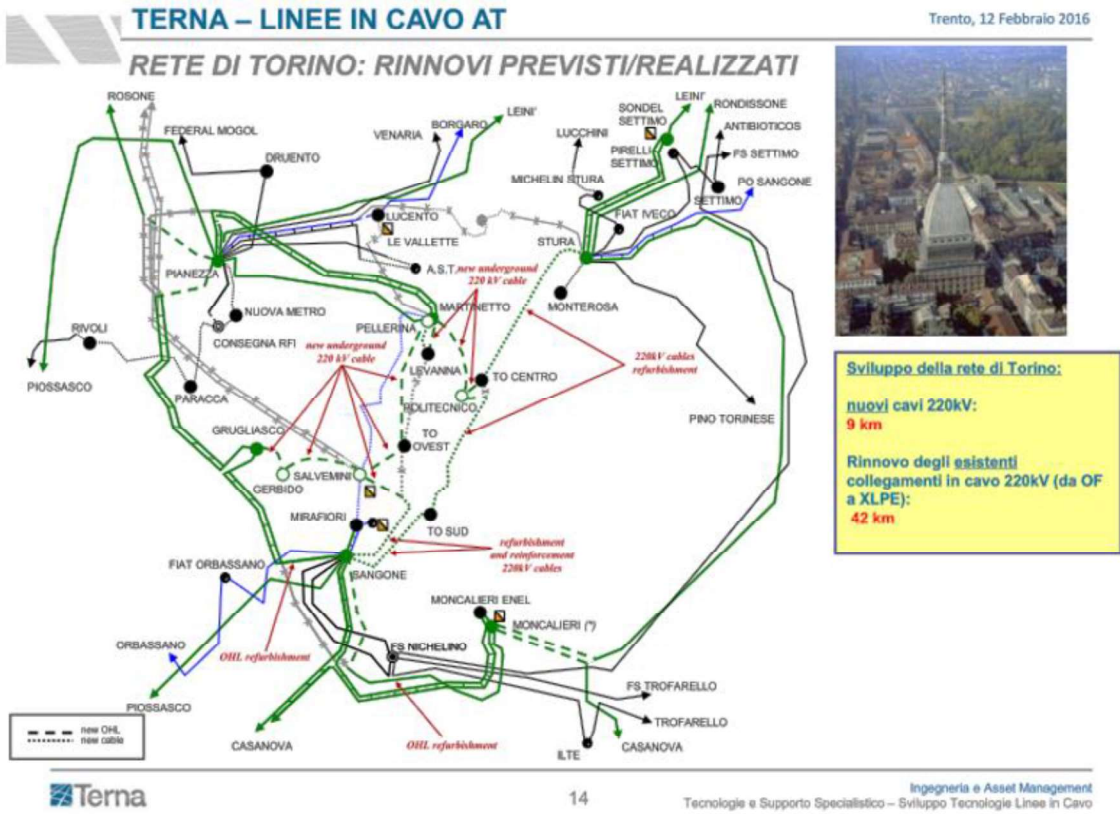 TERNA – LINEE IN CAVO AT
Trento, 12 Febbraio 2016
RETE DI TORINO: RINNOVI PREVISTI/REALIZZATI
ROSONE
FEDERAL MOGOL
DRUENTO
VENARIA
BORGARO
LEINI'
LUCCHINI
SONDEL
SETTIMO
LEINI'
RONDISSONE
ANTIBIOTICOS
PIRELLI
SETTIMO
FS SETTIMO
MICHELIN STURA
PO SANGONE
SETTIMO
LUCENTO
FIAT IVECO
LE VALLETTE
STURA
PIANEZZA
A.S.T.
new underground
220 kV cable
MARTINETTO
MONTEROSA
NUOVA METRO
PELLERINA
RIVOLI
CONSEGNA RFI
new underground
220 kV cable
LEVANNA
TO CENTRO
220kV cables
refurbishment
PIOSSASCO
PARACCA
POLITECNICO
PINO TORINESE
GRUGLIASCO
TO
OVEST
SALVEMINI
GERBIDO
MIRAFIORI
TO SUD
refurbishment
and reinforcement
220kV cables
FIAT ORBASSANO
SANGONE
MONCALIERI ENEL
MONCALIERI (*)
ORBASSANO
OHL refurbishment
FS NICHELINO
FS TROFARELLO
PIOSSASCO
TROFARELLO
CASANOVA
OHL refurbishment
ILTE
CASANOVA
new OHL
new cable
Sviluppo della rete di Torino:
nuovi cavi 220kV:
9 km
Rinnovo degli esistenti
collegamenti in cavo 220kV (da OF
a XLPE):
42 km
Terna
14
Ingegneria e Asset Management
Tecnologie e Supporto Specialistico – Sviluppo Tecnologie Linee in Cavo